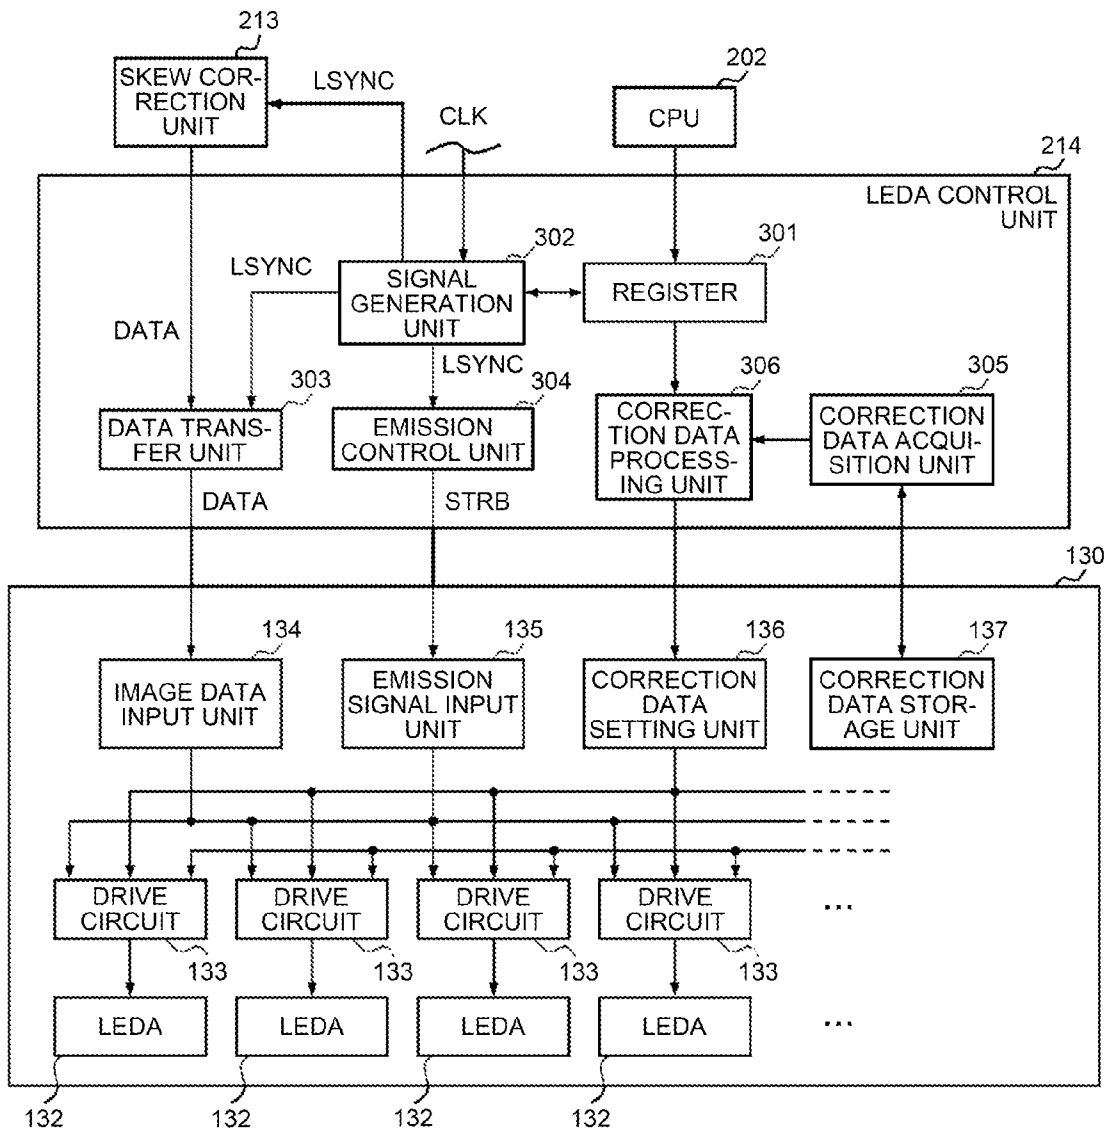 213
SKEW COR-
RECTION
UNIT
LSYNC
CLK
202
CPU
214
LEDA CONTROL
UNIT
302
SIGNAL
GENERATION
UNIT
301
REGISTER
LSYNC
DATA
LSYNC
303
DATA TRANS-
FER UNIT
304
EMISSION
CONTROL UNIT
306
CORREC-
TION DATA
PROCESS-
ING UNIT
305
CORRECTION
DATA ACQUI-
SITION UNIT
DATA
STRB
130
134
IMAGE DATA
INPUT UNIT
135
EMISSION
SIGNAL INPUT
UNIT
136
CORRECTION
DATA
SETTING UNIT
137
CORRECTION
DATA STOR-
AGE UNIT
DRIVE
CIRCUIT
DRIVE
CIRCUIT
DRIVE
CIRCUIT
DRIVE
CIRCUIT
...
133
133
133
133
LEDA
LEDA
LEDA
LEDA
...
132
132
132
132